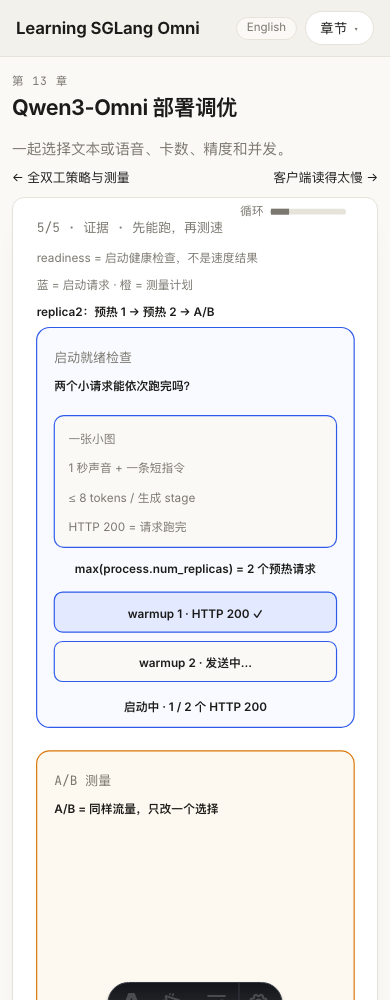 Learning SGLang Omni
English
章节
第 13 章
Qwen3-Omni 部署调优
一起选择文本或语音、卡数、精度和并发。
← 全双工策略与测量
客户端读得太慢 →
循环
5/5 · 证据 · 先能跑，再测速
readiness = 启动健康检查，不是速度结果
蓝 = 启动请求 · 橙 = 测量计划
replica2：预热 1 → 预热 2 → A/B
启动就绪检查
两个小请求能依次跑完吗？
一张小图
1 秒声音 + 一条短指令
≤ 8 tokens / 生成 stage
HTTP 200 = 请求跑完
max(process.num_replicas) = 2 个预热请求
warmup 1 · HTTP 200 ✓
warmup 2 · 发送中…
启动中 · 1 / 2 个 HTTP 200
A/B 测量
A/B = 同样流量，只改一个选择